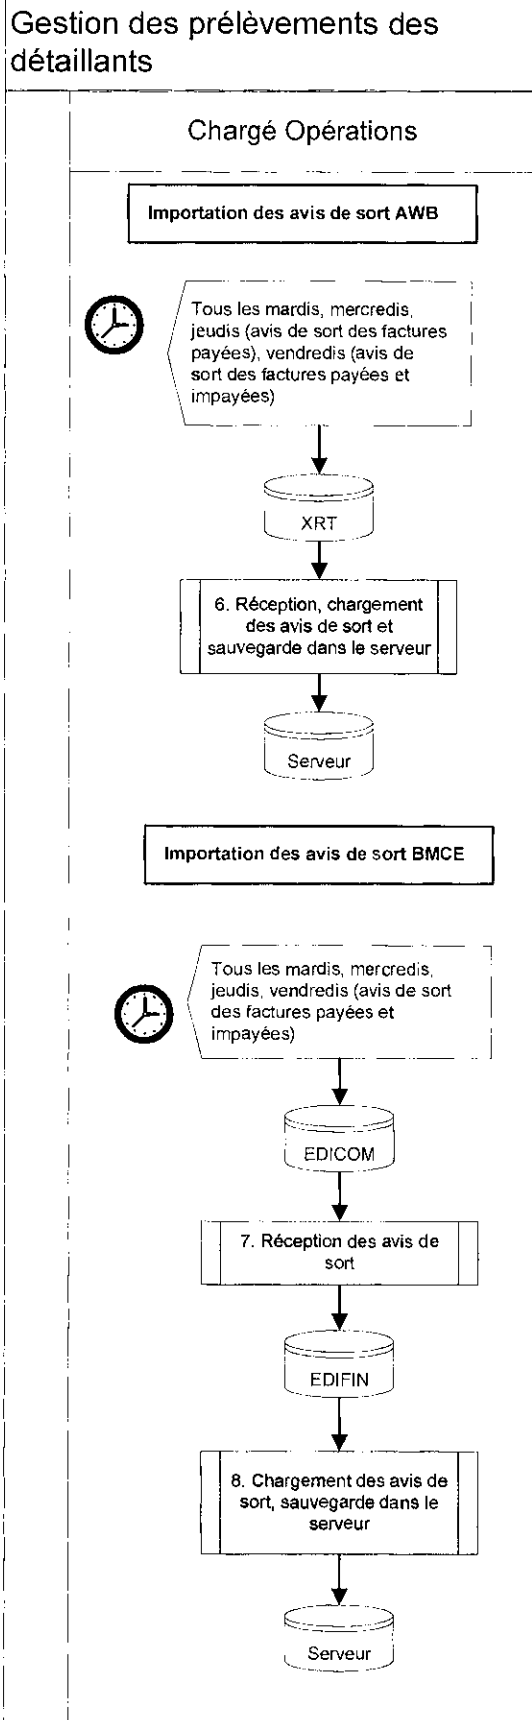 Gestion des prélèvements des
détaillants
Chargé Opérations
Importation des avis de sort AWB
Tous les mardis, mercredis,
jeudis (avis de sort des factures
payées), vendredis (avis de
sort des factures payées et
impayées)
XRT
6. Réception, chargement
des avis de sort et
sauvegarde dans le serveur
Serveur
Importation des avis de sort BMCE
Tous les mardis, mercredis,
jeudis, vendredis (avis de sort
des factures payées et
impayées)
EDICOM
7. Réception des avis de
sort
EDIFIN
8. Chargement des avis de
sort, sauvegarde dans le
serveur
Serveur